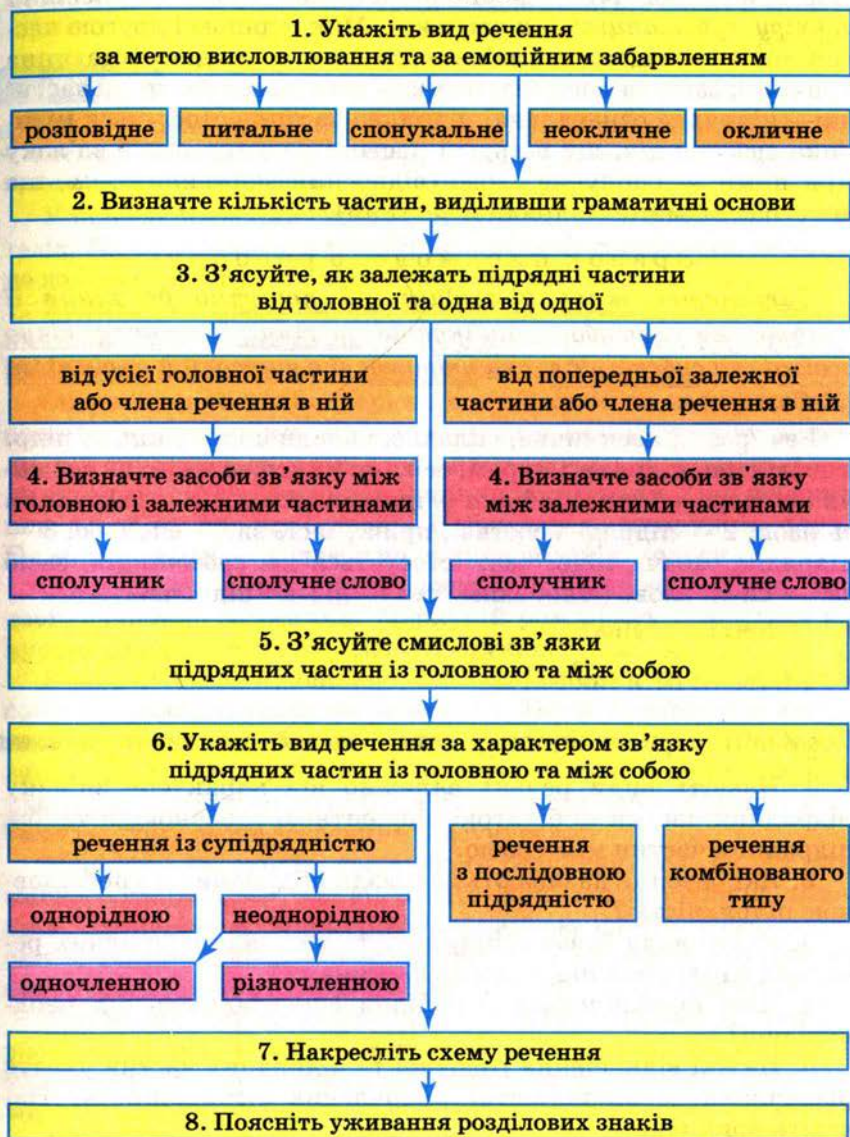 1. Укажіть вид речення
за метою висловлювання та за емоційним забарвленням
розповідне
питальне
спонукальне
неокличне
окличне
2. Визначте кількість частин, виділивши граматичні основи
3. З'ясуйте, як залежать підрядні частини
від головної та одна від одної
від усієї головної частини
або члена речення в ній
від попередньої залежної
частини або члена речення в ній
4. Визначте засоби зв'язку між
головною і залежними частинами
4. Визначте засоби зв'язку
між залежними частинами
сполучник
сполучне слово
сполучник
сполучне слово
5. З'ясуйте смислові зв'язки
підрядних частин із головною та між собою
6. Укажіть вид речення за характером зв'язку
підрядних частин із головною та між собою
речення із супідрядністю
речення
з послідовною
підрядністю
речення
комбінованого
типу
однорідною
неоднорідною
одночленною
різночленною
7. Накресліть схему речення
8. Поясніть уживання розділових знаків